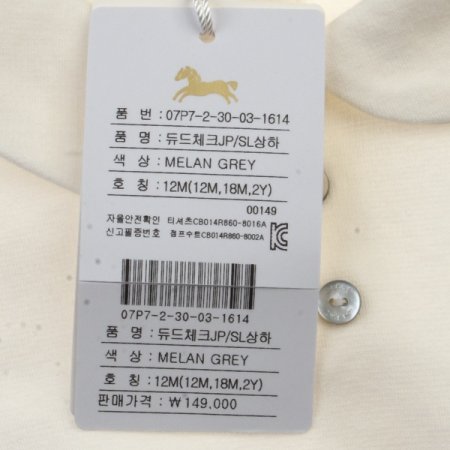 품 번 : 07P7-2-30-03-1614
품 명 : 듀드체크JP/SL상하
색 상 : MELAN GREY
호 칭 : 12M(12M,18M,2Y)
00149
자율안전확인 티셔츠CB014R860-8016A
신고필증번호 점프수트CB014R860-8002A
07P7-2-30-03-1614
품 명 : 듀드체크JP/SL상하
색 상 : MELAN GREY
호 칭 : 12M(12M,18M,2Y)
판매가격 : ₩ 149,000